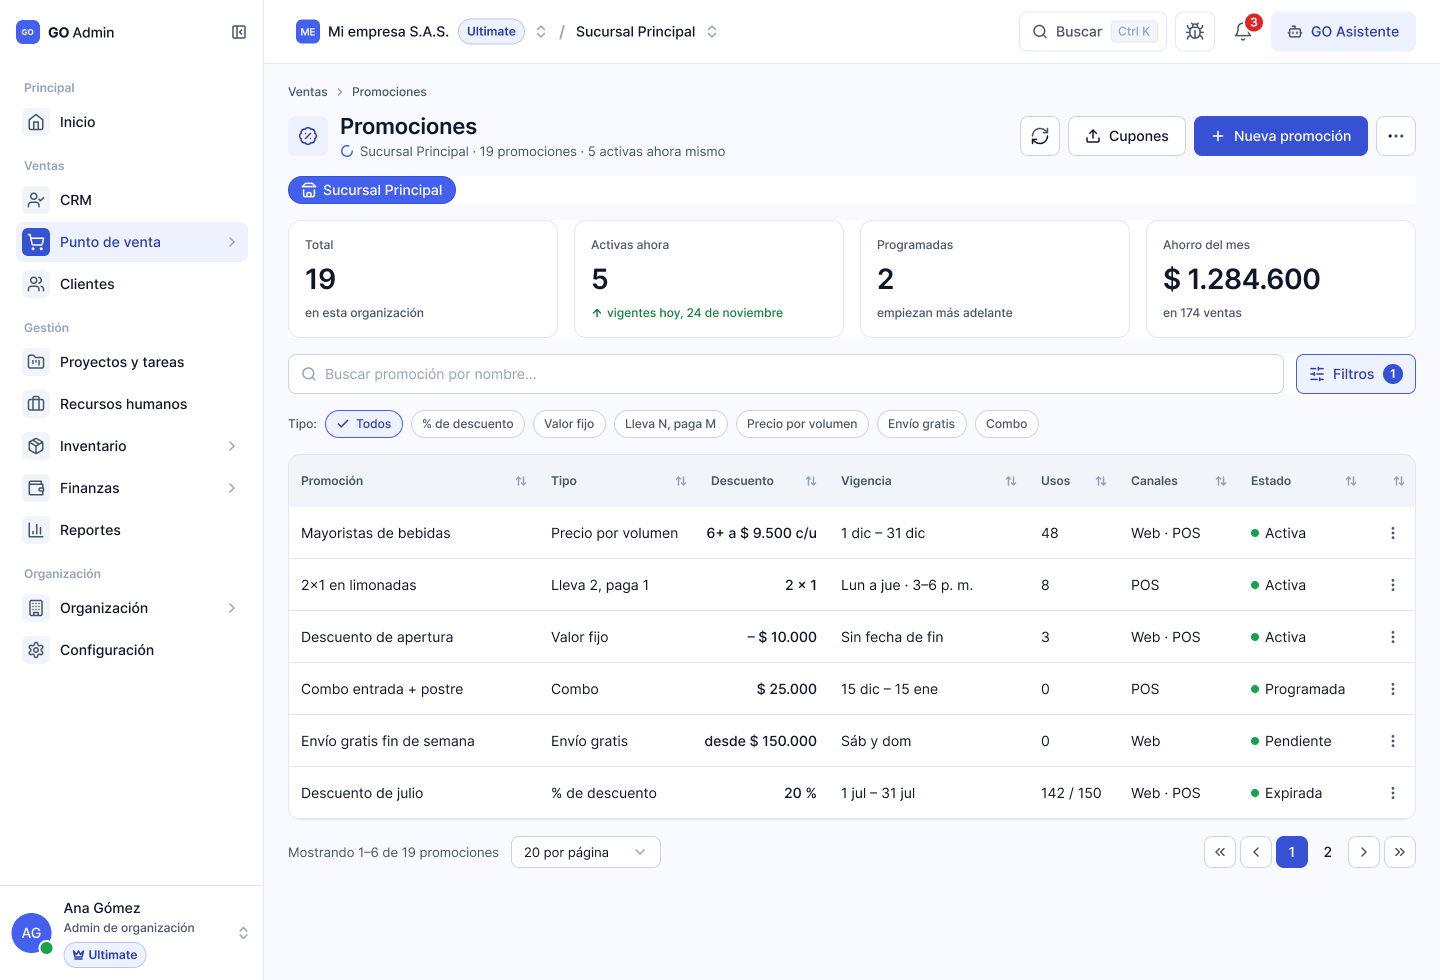 GO GO Admin
Principal
Inicio
Ventas
CRM
Punto de venta
Clientes
Gestión
Proyectos y tareas
Recursos humanos
Inventario
Finanzas
Reportes
Organización
Organización
Configuración
AG
Ana Gómez
Admin de organización
Ultimate
ME Mi empresa S.A.S. Ultimate / Sucursal Principal
Buscar Ctrl K
3
GO Asistente
Ventas > Promociones
Promociones
Sucursal Principal · 19 promociones · 5 activas ahora mismo
Cupones
+ Nueva promoción
Sucursal Principal
Total
19
en esta organización
Activas ahora
5
↑ vigentes hoy, 24 de noviembre
Programadas
2
empiezan más adelante
Ahorro del mes
$ 1.284.600
en 174 ventas
Buscar promoción por nombre...
Filtros 1
Tipo: Todos % de descuento Valor fijo Lleva N, paga M Precio por volumen Envío gratis Combo
Promoción Tipo Descuento Vigencia Usos Canales Estado
Mayoristas de bebidas Precio por volumen 6+ a $ 9.500 c/u 1 dic – 31 dic 48 Web · POS Activa
2×1 en limonadas Lleva 2, paga 1 2 × 1 Lun a jue · 3–6 p. m. 8 POS Activa
Descuento de apertura Valor fijo – $ 10.000 Sin fecha de fin 3 Web · POS Activa
Combo entrada + postre Combo $ 25.000 15 dic – 15 ene 0 POS Programada
Envío gratis fin de semana Envío gratis desde $ 150.000 Sáb y dom 0 Web Pendiente
Descuento de julio % de descuento 20 % 1 jul – 31 jul 142 / 150 Web · POS Expirada
Mostrando 1–6 de 19 promociones 20 por página « ‹ 1 2 › »